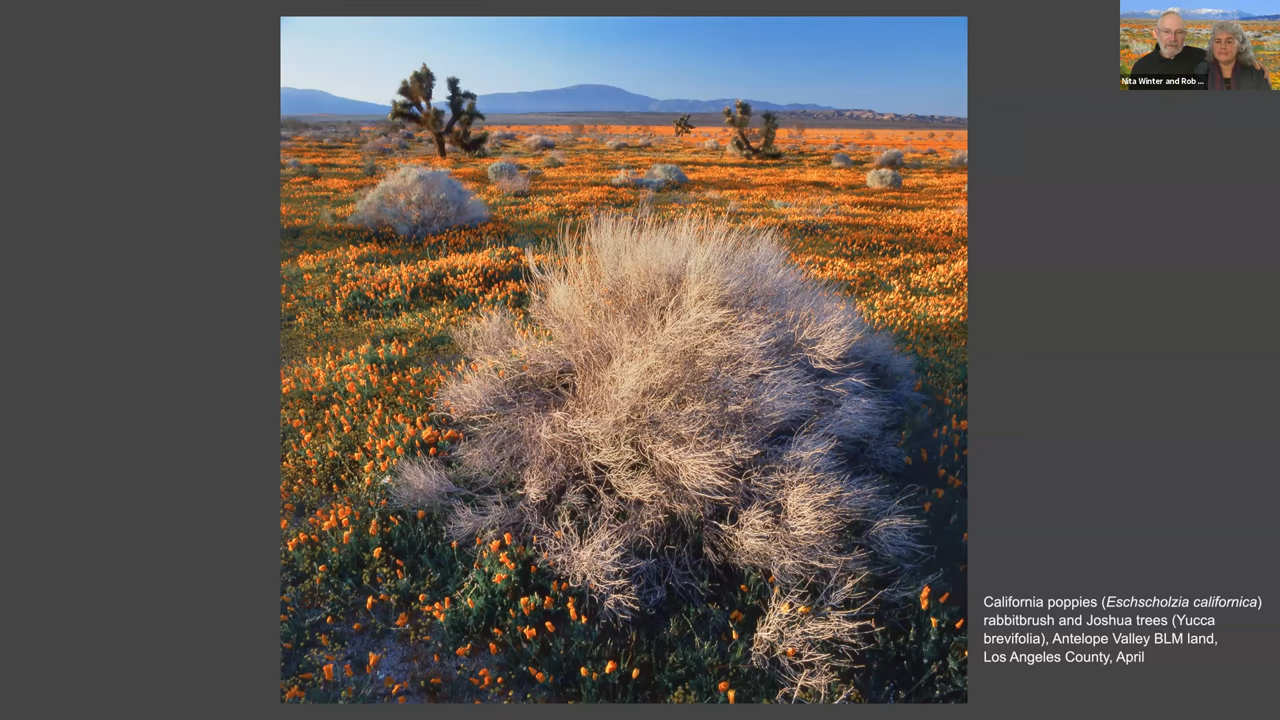 Nita Winter and Rob ...
California poppies (Eschscholzia californica)
rabbitbrush and Joshua trees (Yucca
brevifolia), Antelope Valley BLM land,
Los Angeles County, April